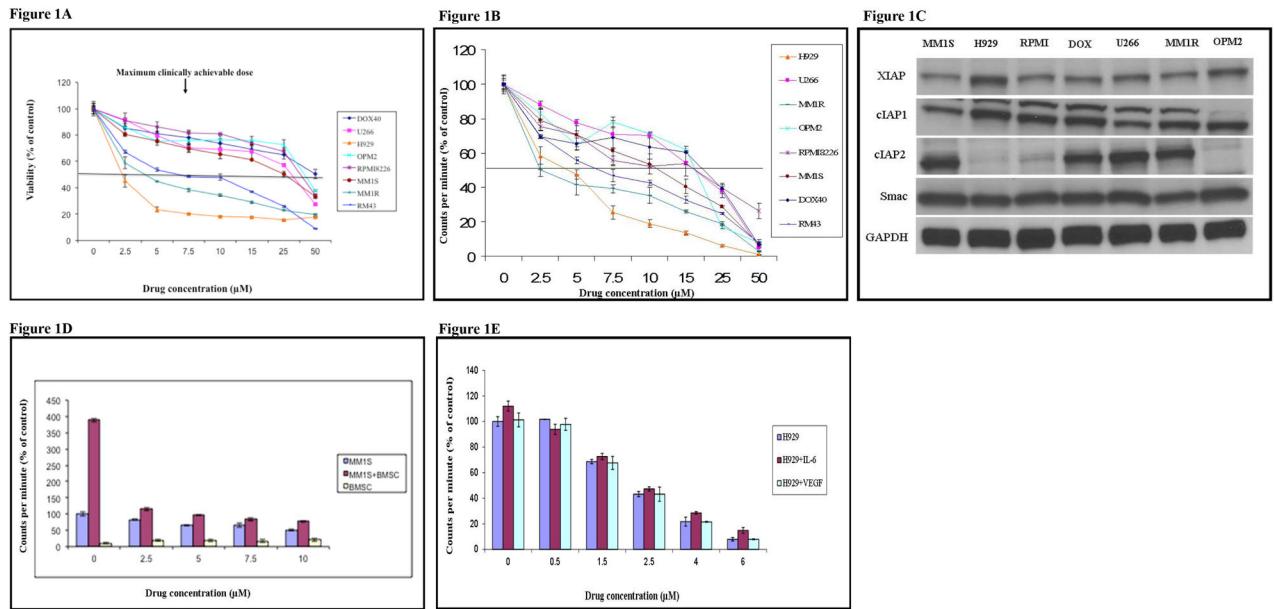 Figure 1A
Maximum clinically achievable dose
Viability (% of control)
120
100
80
60
40
20
0
0 2.5 5 7.5 10 15 25 50
Drug concentration (µM)
DOX40
U266
H929
OPM2
RPMI8226
MM1S
MM1R
RM43
Figure 1B
Counts per minute (% of control)
120
100
80
60
40
20
0
0 2.5 5 7.5 10 15 25 50
Drug concentration (µM)
H929
U266
MM1R
OPM2
RPMI8226
MM1S
DOX40
RM43
Figure 1C
MM1S H929 RPMI DOX U266 MM1R OPM2
XIAP
cIAP1
cIAP2
Smac
GAPDH
Figure 1D
Counts per minute (% of control)
450
400
350
300
250
200
150
100
50
0
0 2.5 5 7.5 10
Drug concentration (µM)
MM1S
MM1S+BMSC
BMSC
Figure 1E
Counts per minute (% of control)
140
120
100
80
60
40
20
0
0 0.5 1.5 2.5 4 6
Drug concentration (µM)
H929
H929+IL-6
H929+VEGF